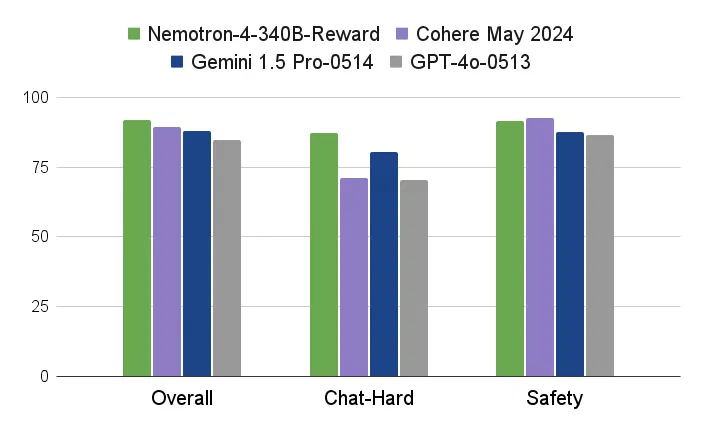 Nemotron-4-340B-Reward Cohere May 2024
Gemini 1.5 Pro-0514 GPT-4o-0513
100
75
50
25
0
Overall Chat-Hard Safety